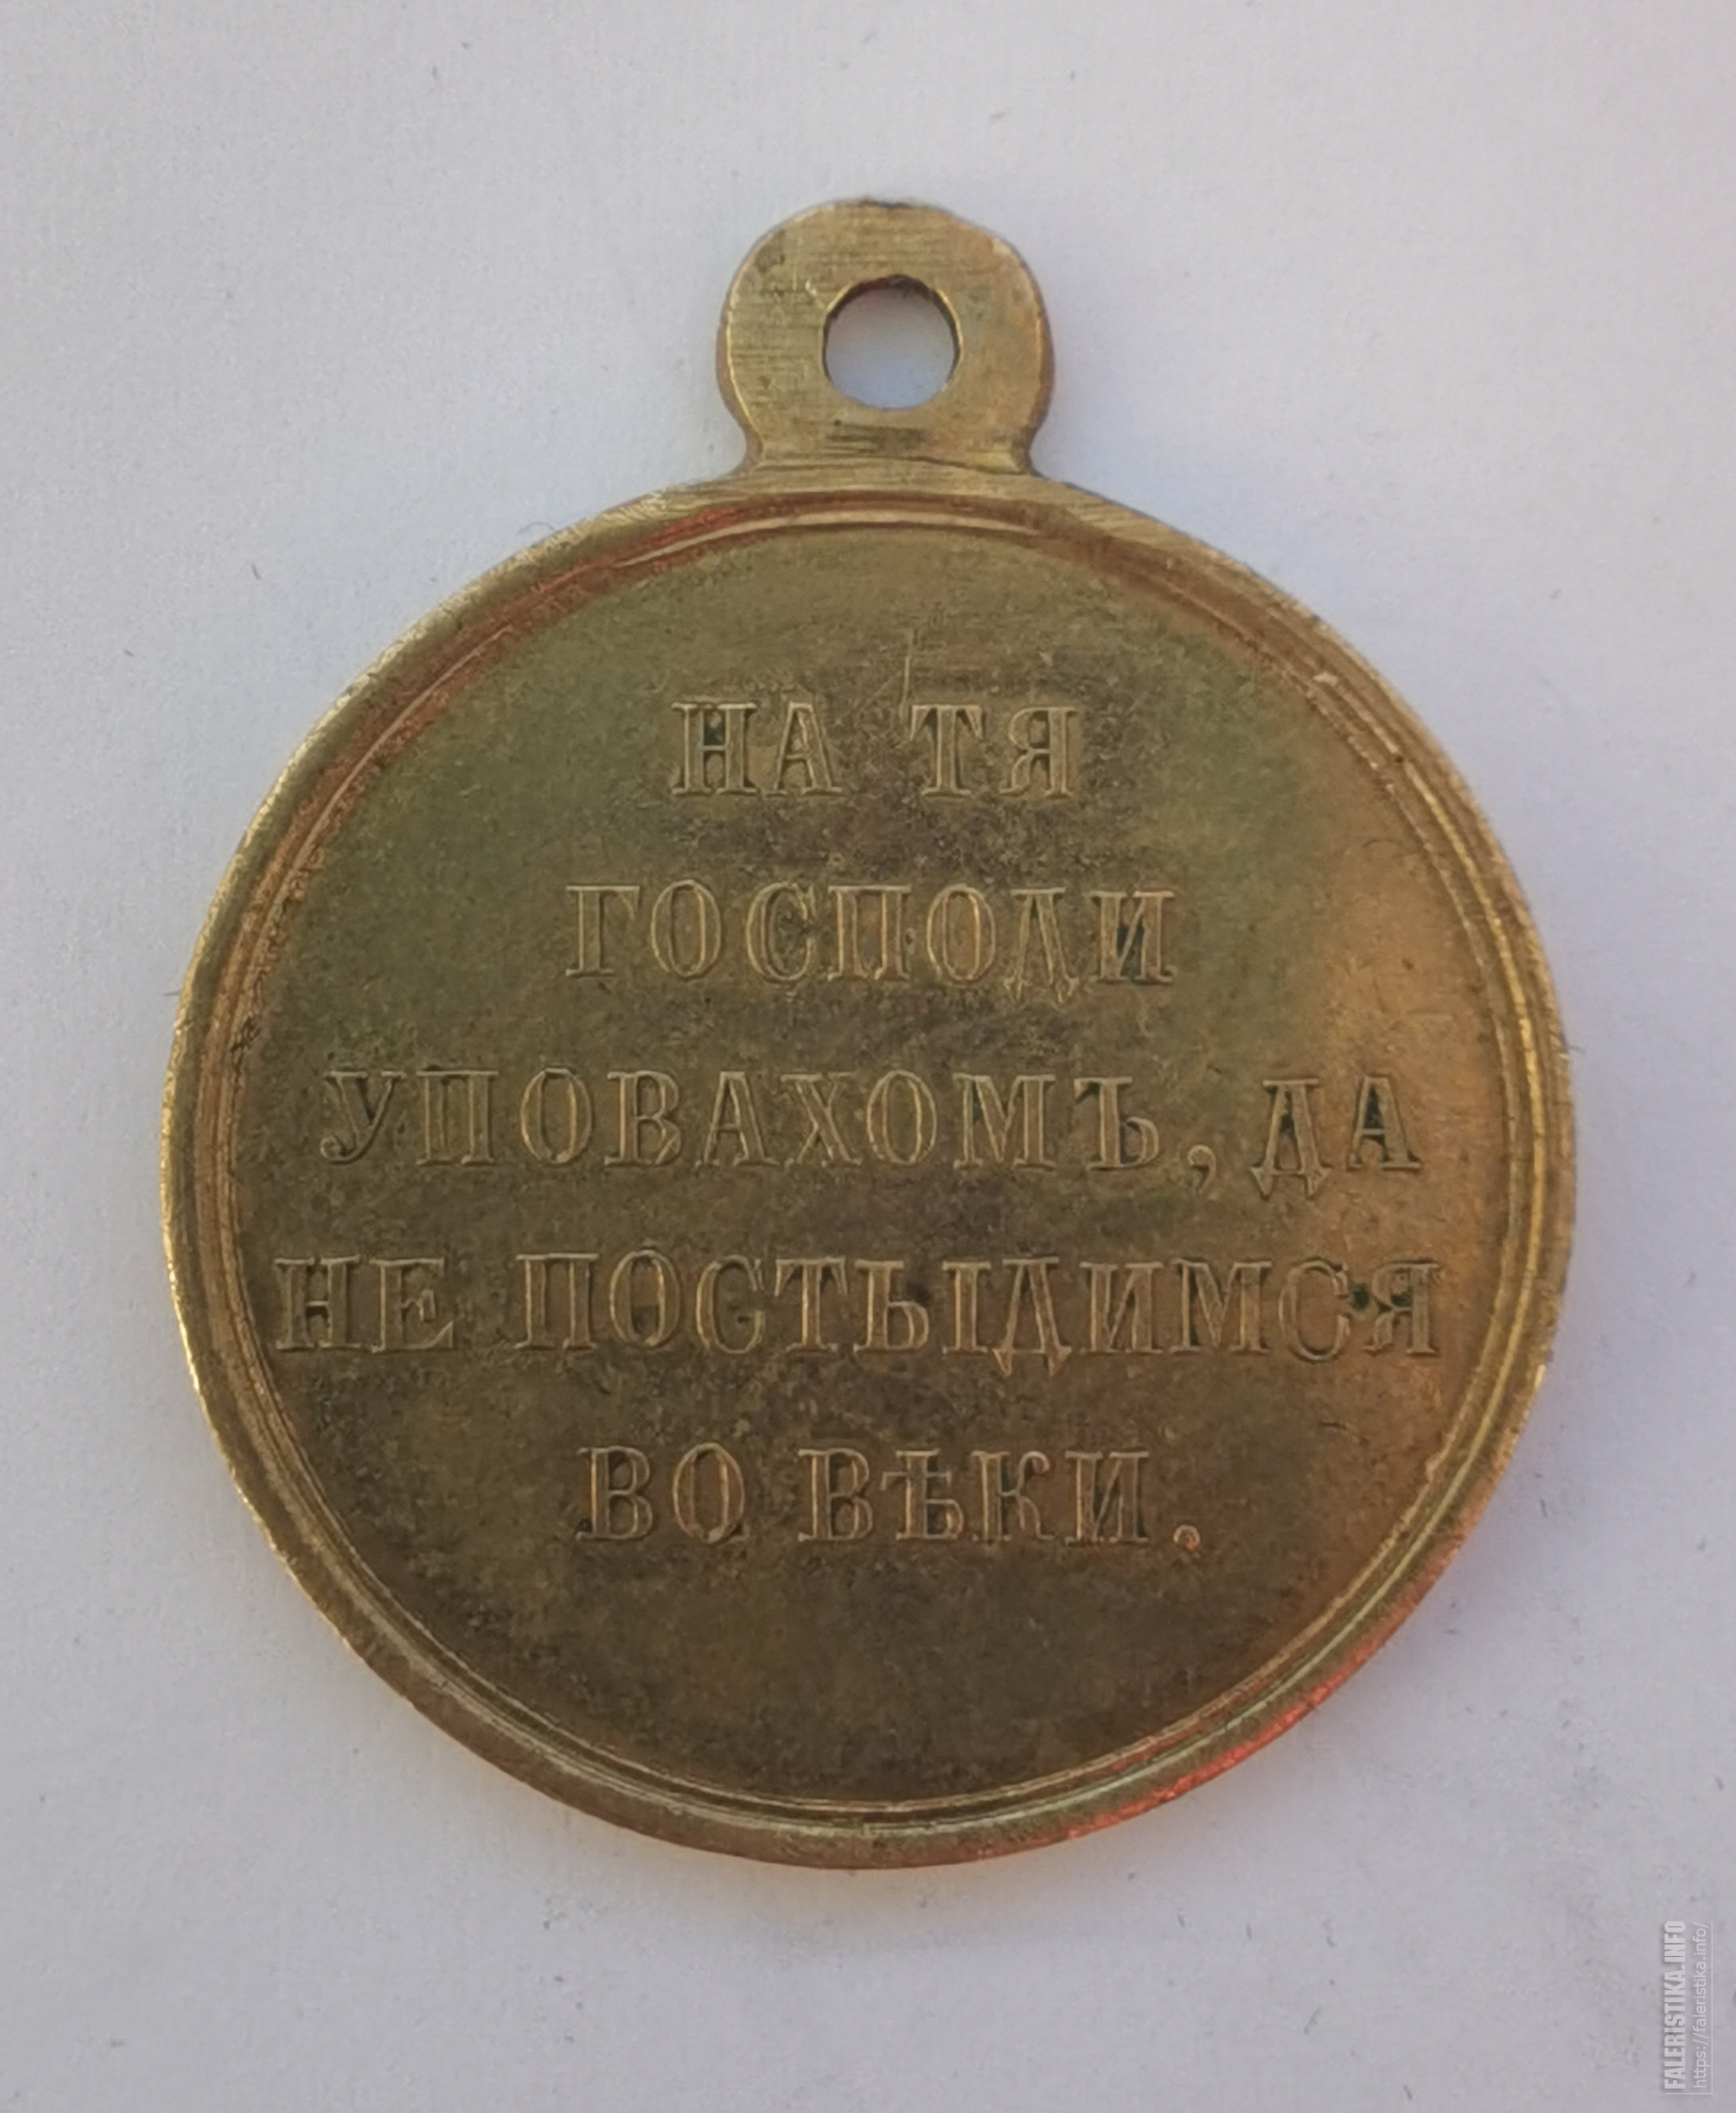 НА ТЯ
ГОСПОДИ
УПОВАХОМЪ, ДА
НЕ ПОСТЫДИМСЯ
ВО ВѢКИ.
FALERISTIKA.INFO
https://faleristika.info/